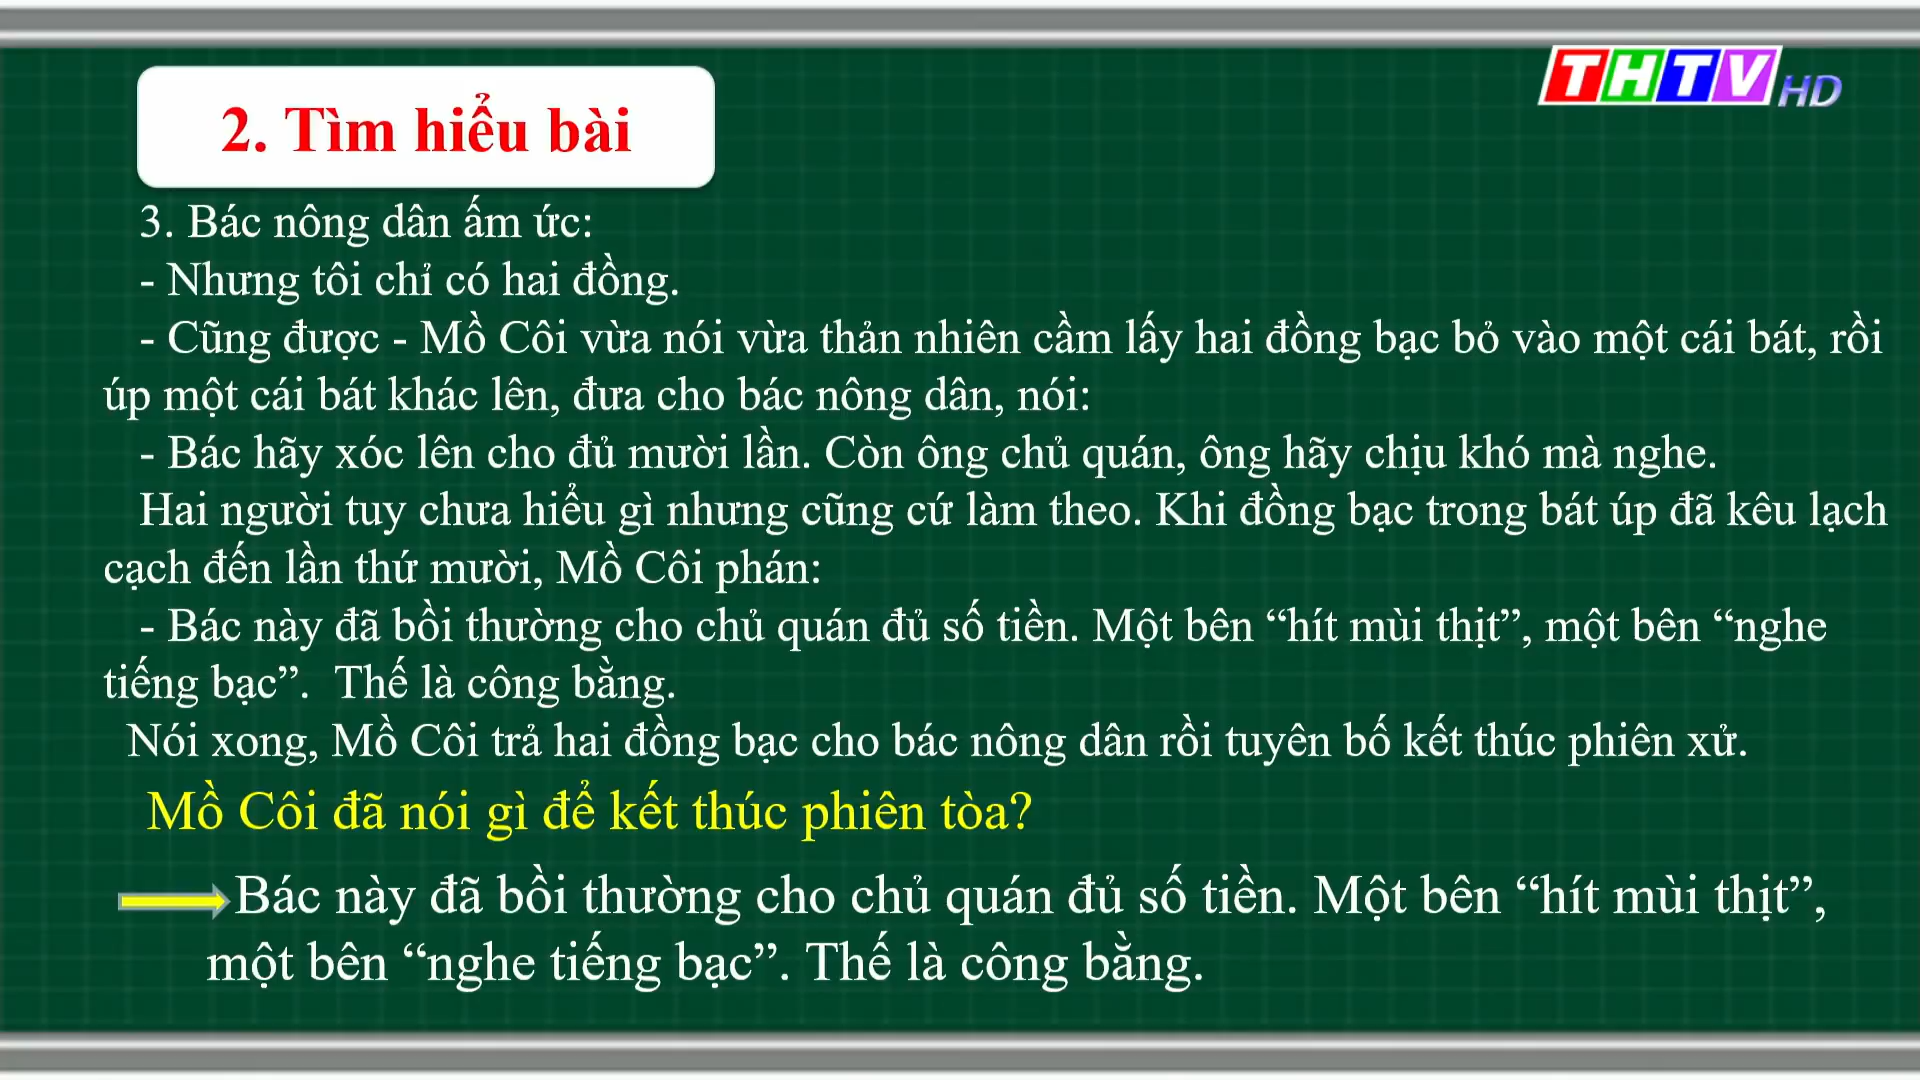 THTV HD
2. Tìm hiểu bài
3. Bác nông dân ấm ức:
- Nhưng tôi chỉ có hai đồng.
- Cũng được - Mồ Côi vừa nói vừa thản nhiên cầm lấy hai đồng bạc bỏ vào một cái bát, rồi
úp một cái bát khác lên, đưa cho bác nông dân, nói:
- Bác hãy xóc lên cho đủ mười lần. Còn ông chủ quán, ông hãy chịu khó mà nghe.
Hai người tuy chưa hiểu gì nhưng cũng cứ làm theo. Khi đồng bạc trong bát úp đã kêu lạch
cạch đến lần thứ mười, Mồ Côi phán:
- Bác này đã bồi thường cho chủ quán đủ số tiền. Một bên “hít mùi thịt”, một bên “nghe
tiếng bạc”. Thế là công bằng.
Nói xong, Mồ Côi trả hai đồng bạc cho bác nông dân rồi tuyên bố kết thúc phiên xử.
Mồ Côi đã nói gì để kết thúc phiên tòa?
Bác này đã bồi thường cho chủ quán đủ số tiền. Một bên “hít mùi thịt”,
một bên “nghe tiếng bạc”. Thế là công bằng.